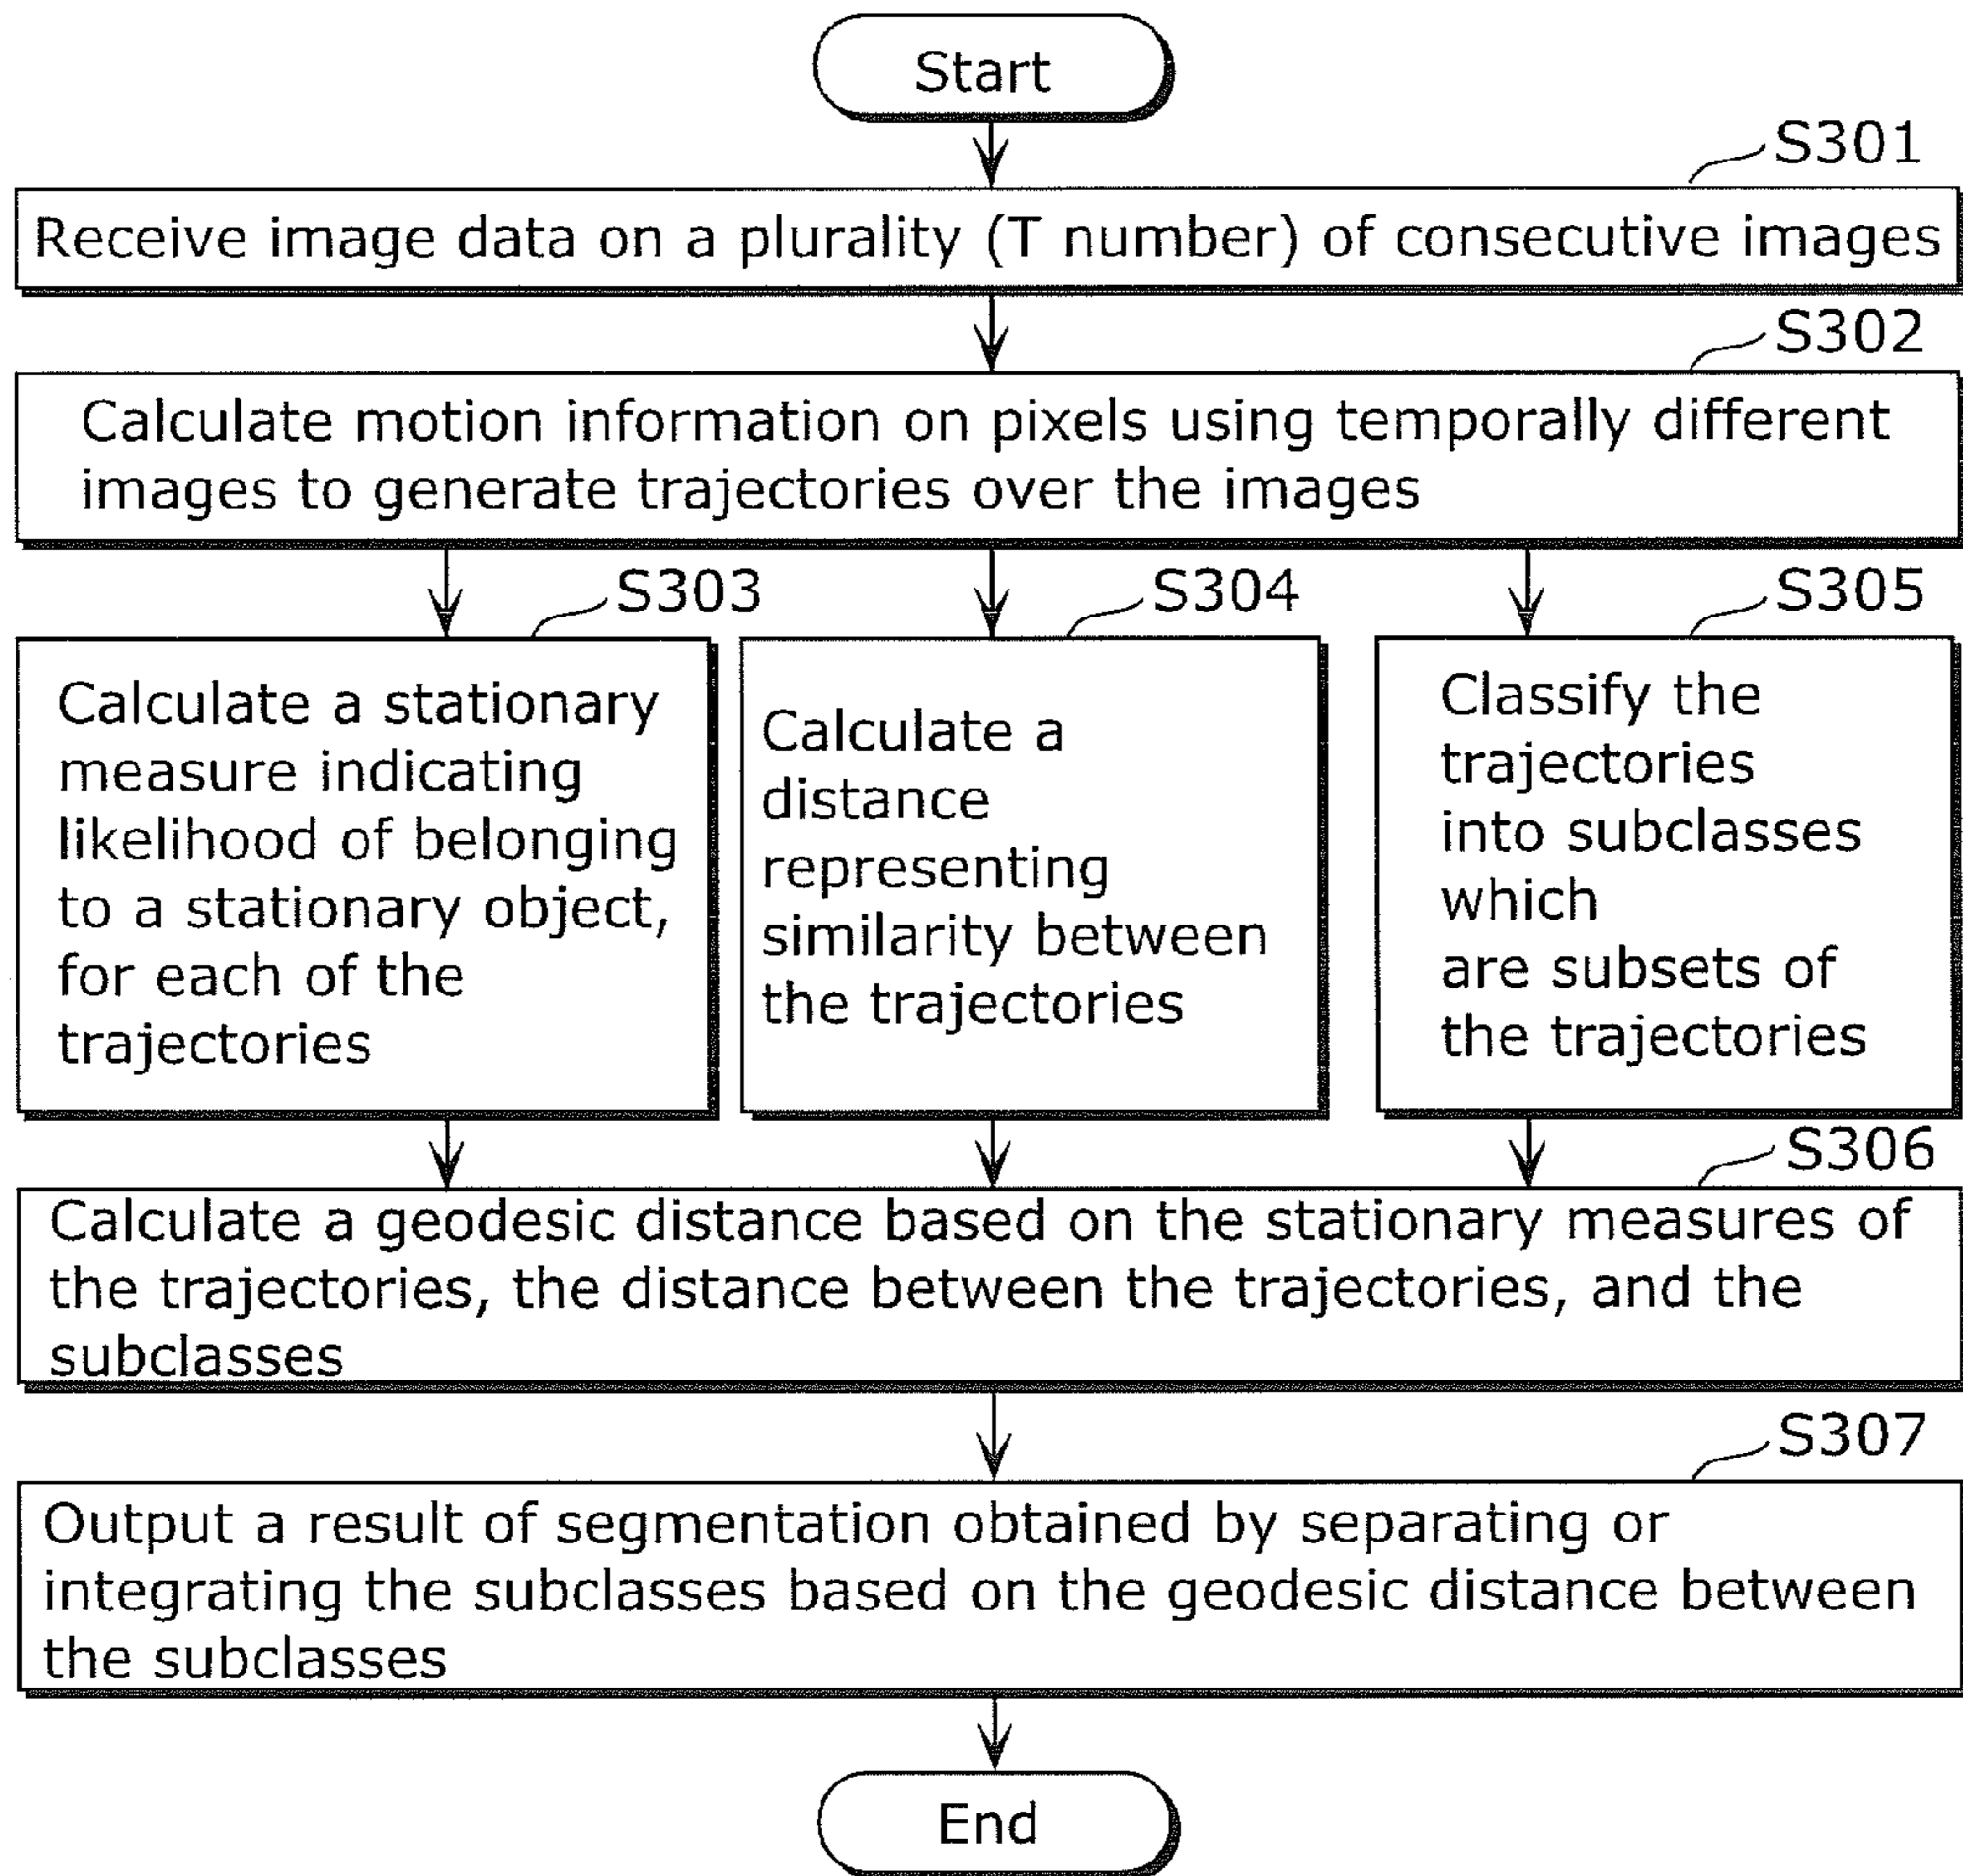 Start
S301
Receive image data on a plurality (T number) of consecutive images
S302
Calculate motion information on pixels using temporally different
images to generate trajectories over the images
S303
Calculate a stationary
measure indicating
likelihood of belonging
to a stationary object,
for each of the
trajectories
S304
Calculate a
distance
representing
similarity between
the trajectories
S305
Classify the
trajectories
into subclasses
which
are subsets of
the trajectories
S306
Calculate a geodesic distance based on the stationary measures of
the trajectories, the distance between the trajectories, and the
subclasses
S307
Output a result of segmentation obtained by separating or
integrating the subclasses based on the geodesic distance between
the subclasses
End